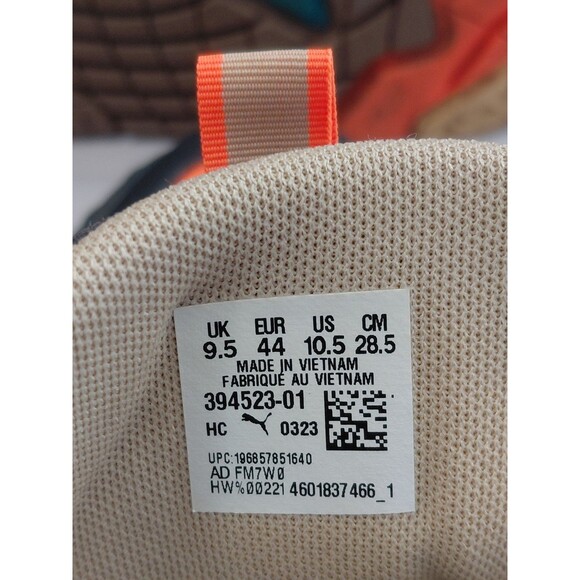 UK EUR US CM
9.5 44 10.5 28.5
MADE IN VIETNAM
FABRIQUÉ AU VIETNAM
394523-01
HC 0323
UPC:196857851640
AD FM7W0
HW%00221 4601837466_1